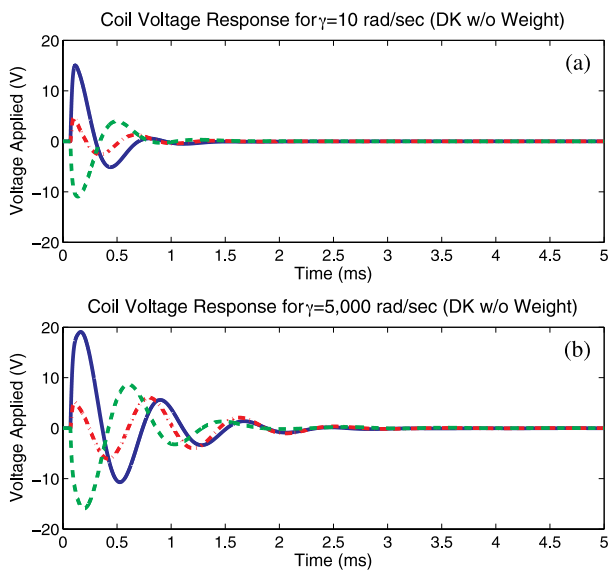 Coil Voltage Response for γ=10 rad/sec (DK w/o Weight)
(a)
Voltage Applied (V)
20
10
0
−10
−20
0 0.5 1 1.5 2 2.5 3 3.5 4 4.5 5
Time (ms)
Coil Voltage Response for γ=5,000 rad/sec (DK w/o Weight)
(b)
Voltage Applied (V)
20
10
0
−10
−20
0 0.5 1 1.5 2 2.5 3 3.5 4 4.5 5
Time (ms)